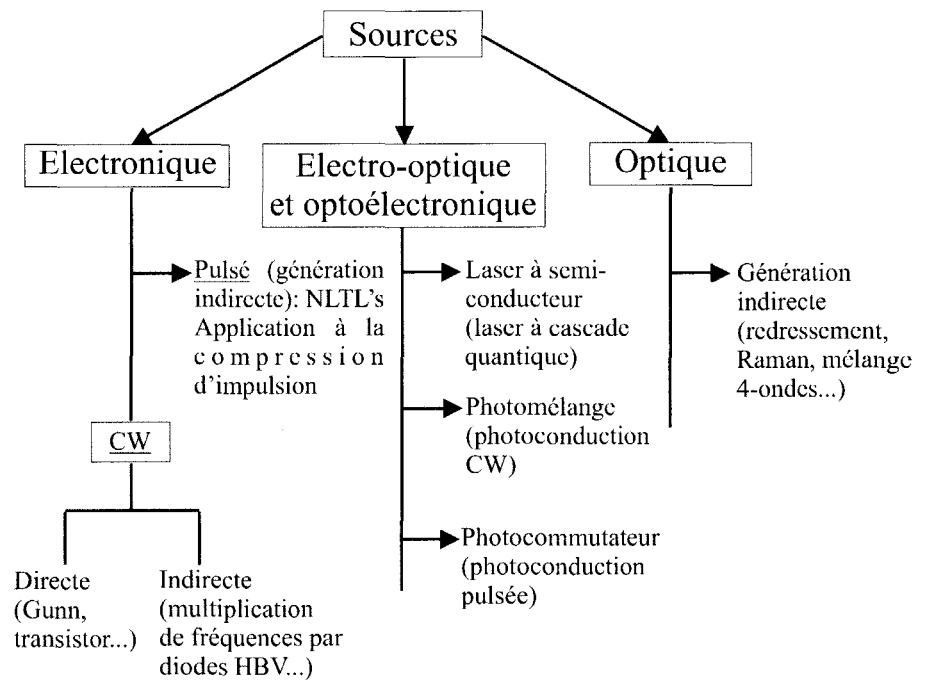 Sources
Electronique
Electro-optique
et optoélectronique
Optique
Pulsé (génération
indirecte): NLTL's
Application à la
compression
d'impulsion
CW
Directe
(Gunn,
transistor...)
Indirecte
(multiplication
de fréquences par
diodes HBV...)
Laser à semi-
conducteur
(laser à cascade
quantique)
Photomélange
(photoconduction
CW)
Photocommutateur
(photoconduction
pulsée)
Génération
indirecte
(redressement,
Raman, mélange
4-ondes...)